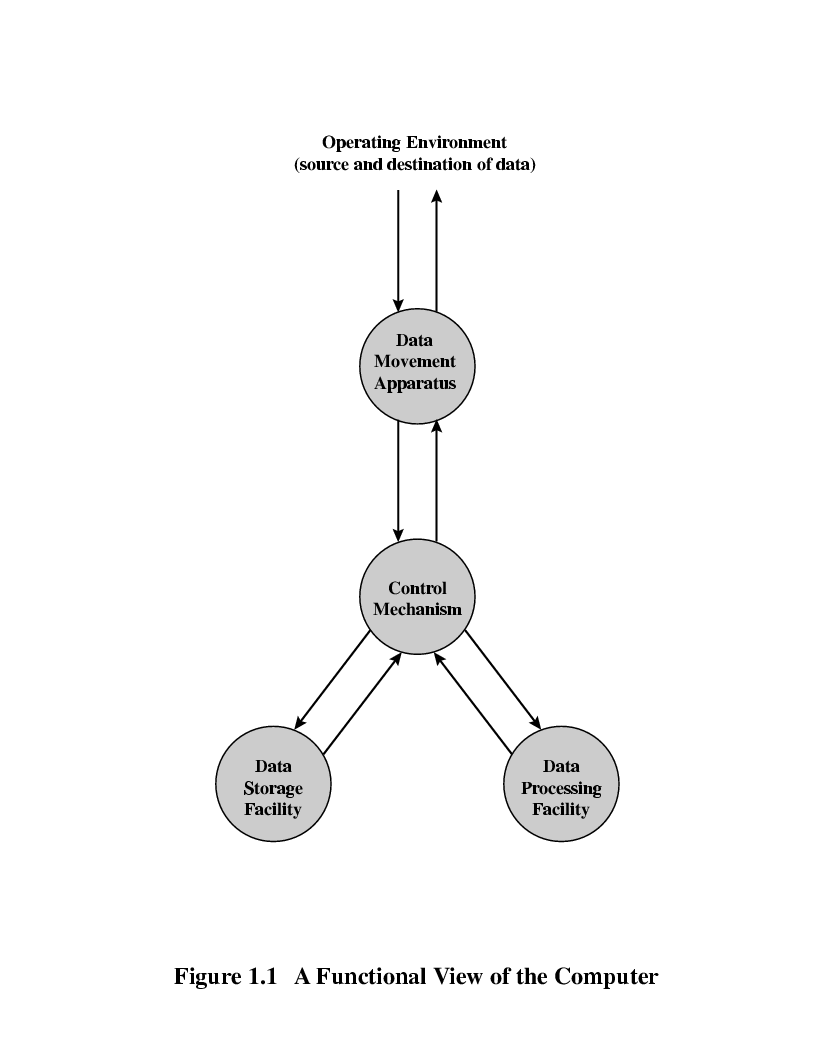 Operating Environment
(source and destination of data)
Data
Movement
Apparatus
Control
Mechanism
Data
Storage
Facility
Data
Processing
Facility
Figure 1.1 A Functional View of the Computer